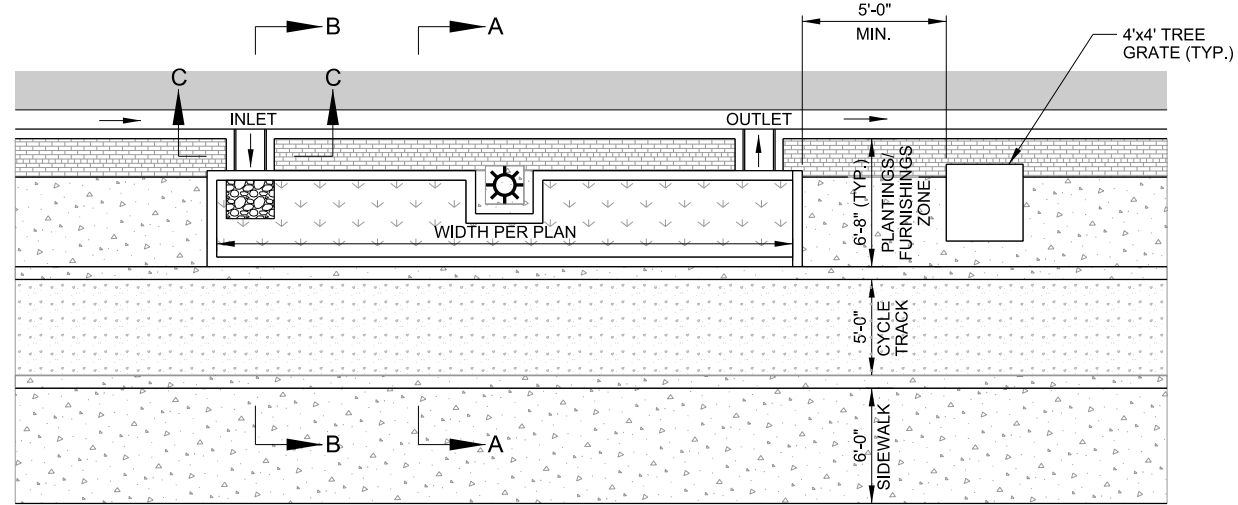 5'-0"
MIN.
B
A
4'x4' TREE
GRATE (TYP.)
C
C
INLET
OUTLET
WIDTH PER PLAN
6'-8" (TYP.)
PLANTINGS/
FURNISHINGS
ZONE
5'-0"
CYCLE
TRACK
B
A
6'-0"
SIDEWALK